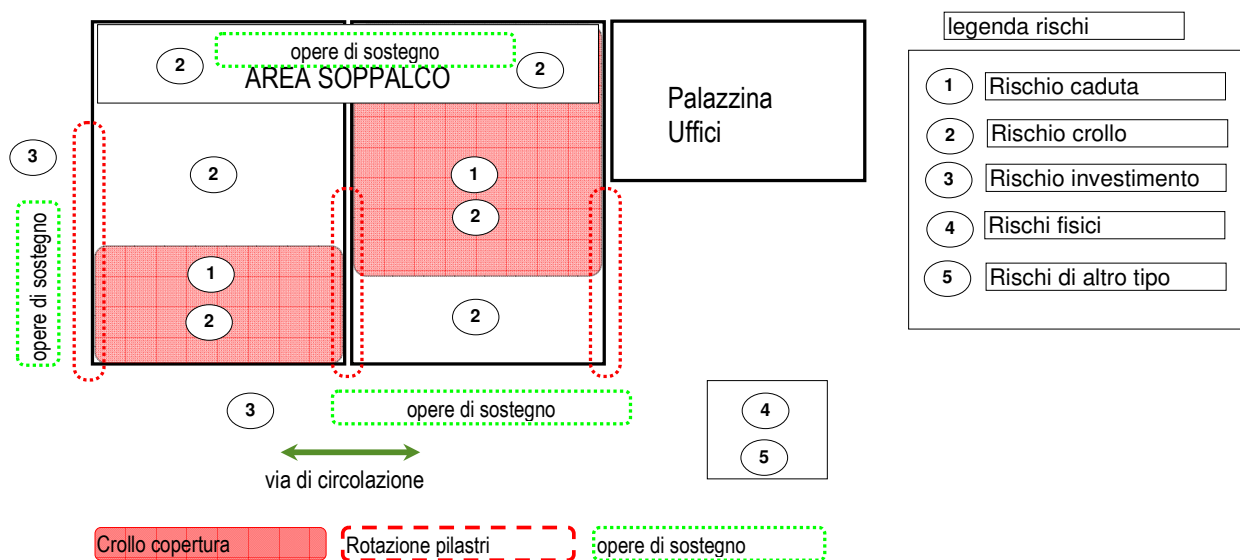 legenda rischi
opere di sostegno
2
2
AREA SOPPALCO
Palazzina
Uffici
1 Rischio caduta
2 Rischio crollo
3 Rischio investimento
4 Rischi fisici
5 Rischi di altro tipo
3
2
1
2
opere di sostegno
1
2
2
3
opere di sostegno
4
5
via di circolazione
Crollo copertura
Rotazione pilastri
opere di sostegno